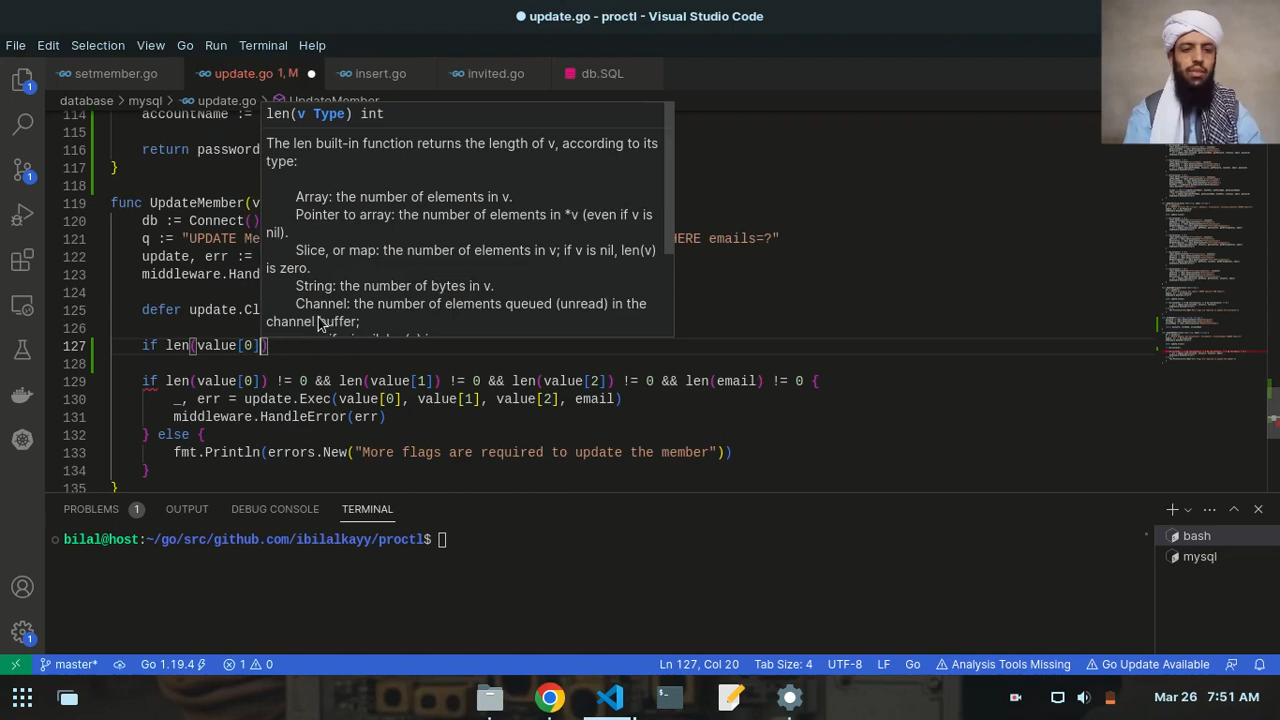 ● update.go - proctl - Visual Studio Code
File Edit Selection View Go Run Terminal Help
setmember.go update.go 1, M ● insert.go invited.go db.SQL
database > mysql > update.go > UpdateMember
114 accountName :=
115
116 return password
117 }
118
119 func UpdateMember(v
120 db := Connect()
121 q := "UPDATE Me HERE emails=?"
122 update, err :=
123 middleware.Hand
124
125 defer update.Cl
126
127 if len(value[0])
128
129 if len(value[0]) != 0 && len(value[1]) != 0 && len(value[2]) != 0 && len(email) != 0 {
130 _, err = update.Exec(value[0], value[1], value[2], email)
131 middleware.HandleError(err)
132 } else {
133 fmt.Println(errors.New("More flags are required to update the member"))
134 }
135 }
len(v Type) int
The len built-in function returns the length of v, according to its
type:
Array: the number of elements in v.
Pointer to array: the number of elements in *v (even if v is
nil).
Slice, or map: the number of elements in v; if v is nil, len(v)
is zero.
String: the number of bytes in v.
Channel: the number of elements queued (unread) in the
channel buffer;
PROBLEMS 1 OUTPUT DEBUG CONSOLE TERMINAL
bilal@host:~/go/src/github.com/ibilalkayy/proctl$
bash
mysql
master* Go 1.19.4 1 0 Ln 127, Col 20 Tab Size: 4 UTF-8 LF Go Analysis Tools Missing Go Update Available
Mar 26 7:51 AM